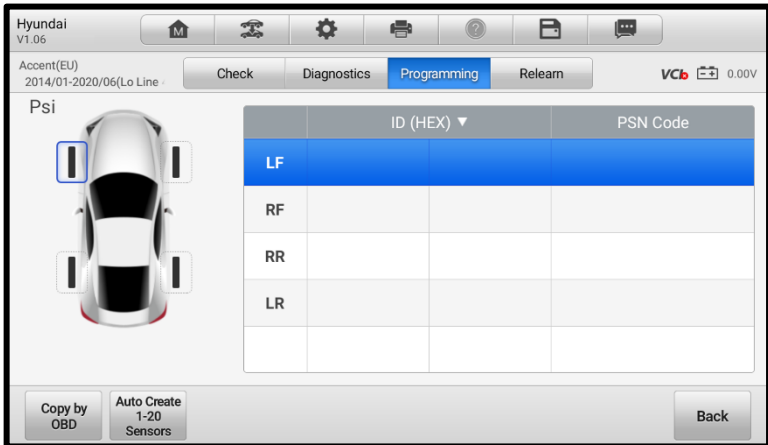 Hyundai
V1.06
M
?
Accent(EU)
2014/01-2020/06(Lo Line
Check
Diagnostics
Programming
Relearn
VCI
0.00V
Psi
ID (HEX) ▼
PSN Code
LF
RF
RR
LR
Copy by
OBD
Auto Create
1-20
Sensors
Back